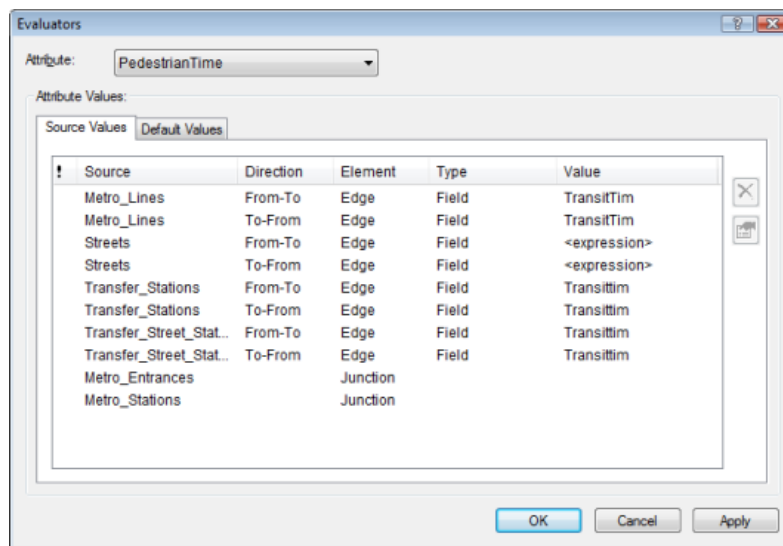 Evaluators
Attribute: PedestrianTime
Attribute Values:
Source Values Default Values
! Source Direction Element Type Value
Metro_Lines From-To Edge Field TransitTim
Metro_Lines To-From Edge Field TransitTim
Streets From-To Edge Field <expression>
Streets To-From Edge Field <expression>
Transfer_Stations From-To Edge Field Transittim
Transfer_Stations To-From Edge Field Transittim
Transfer_Street_Stat... From-To Edge Field Transittim
Transfer_Street_Stat... To-From Edge Field Transittim
Metro_Entrances Junction
Metro_Stations Junction
OK Cancel Apply